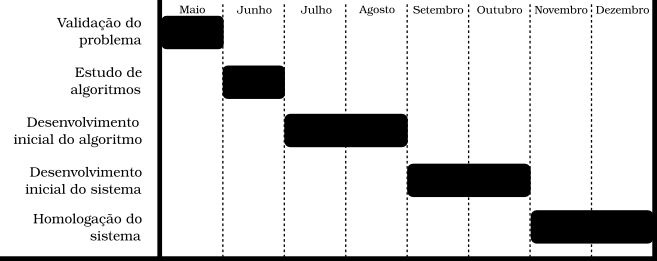 Maio Junho Julho Agosto Setembro Outubro Novembro Dezembro
Validação do
problema
Estudo de
algoritmos
Desenvolvimento
inicial do algoritmo
Desenvolvimento
inicial do sistema
Homologação do
sistema